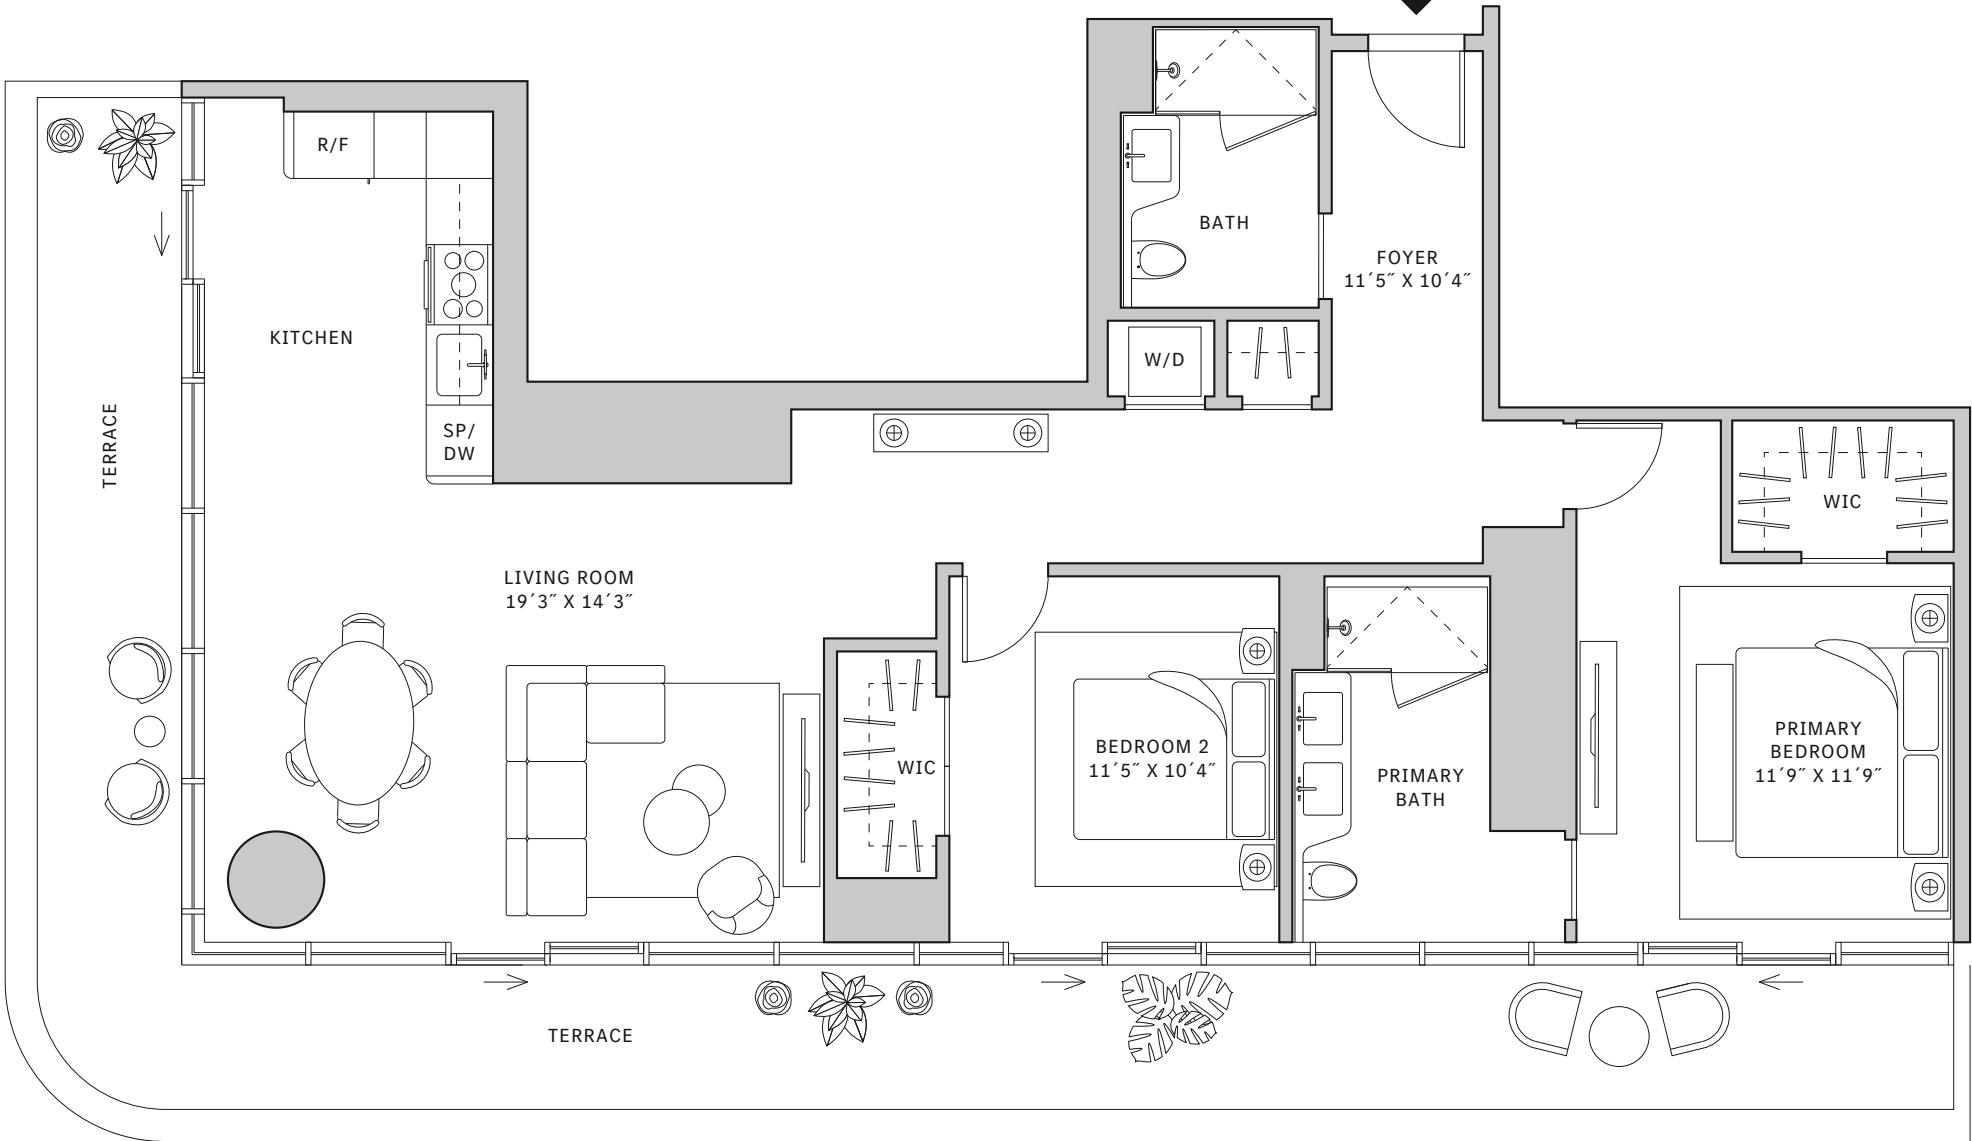 R/F
BATH
FOYER
11´5˝ X 10´4˝
KITCHEN
W/D
TERRACE
SP/
DW
WIC
LIVING ROOM
19´3˝ X 14´3˝
WIC
BEDROOM 2
11´5˝ X 10´4˝
PRIMARY
BATH
PRIMARY
BEDROOM
11´9˝ X 11´9˝
TERRACE